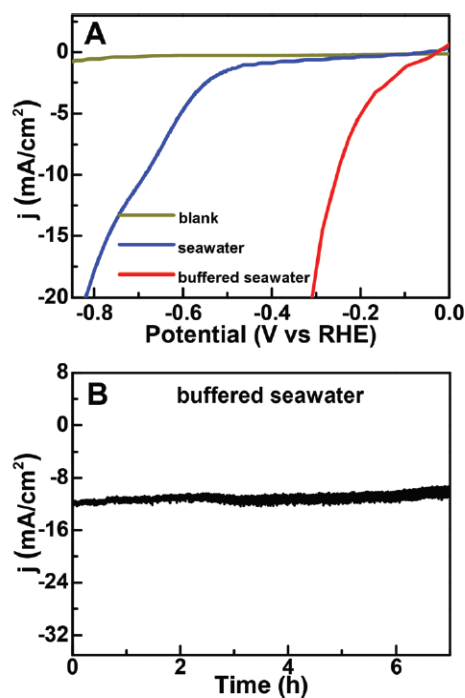 A
0
-5
-10
-15
-20
j (mA/cm²)
blank
seawater
buffered seawater
-0.8 -0.6 -0.4 -0.2 0.0
Potential (V vs RHE)
B buffered seawater
8
0
-8
-16
-24
-32
j (mA/cm²)
0 2 4 6
Time (h)